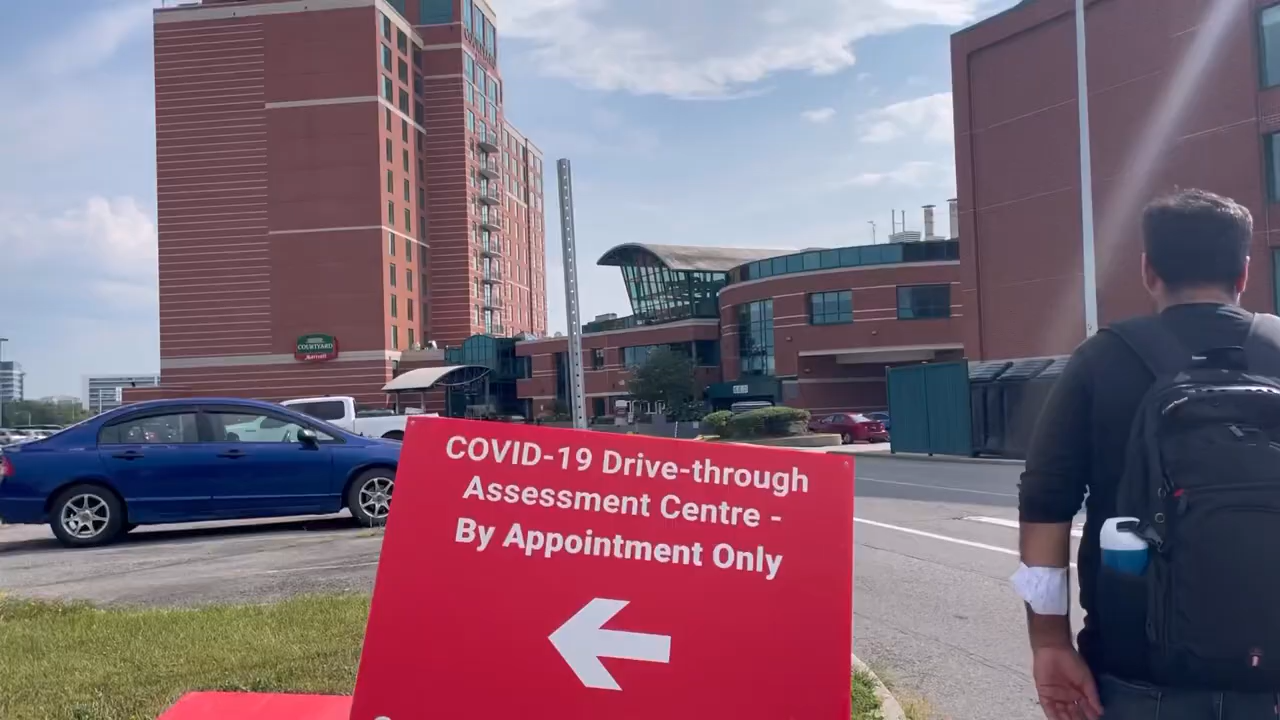 COURTYARD
Marriott
COVID-19 Drive-through
Assessment Centre -
By Appointment Only